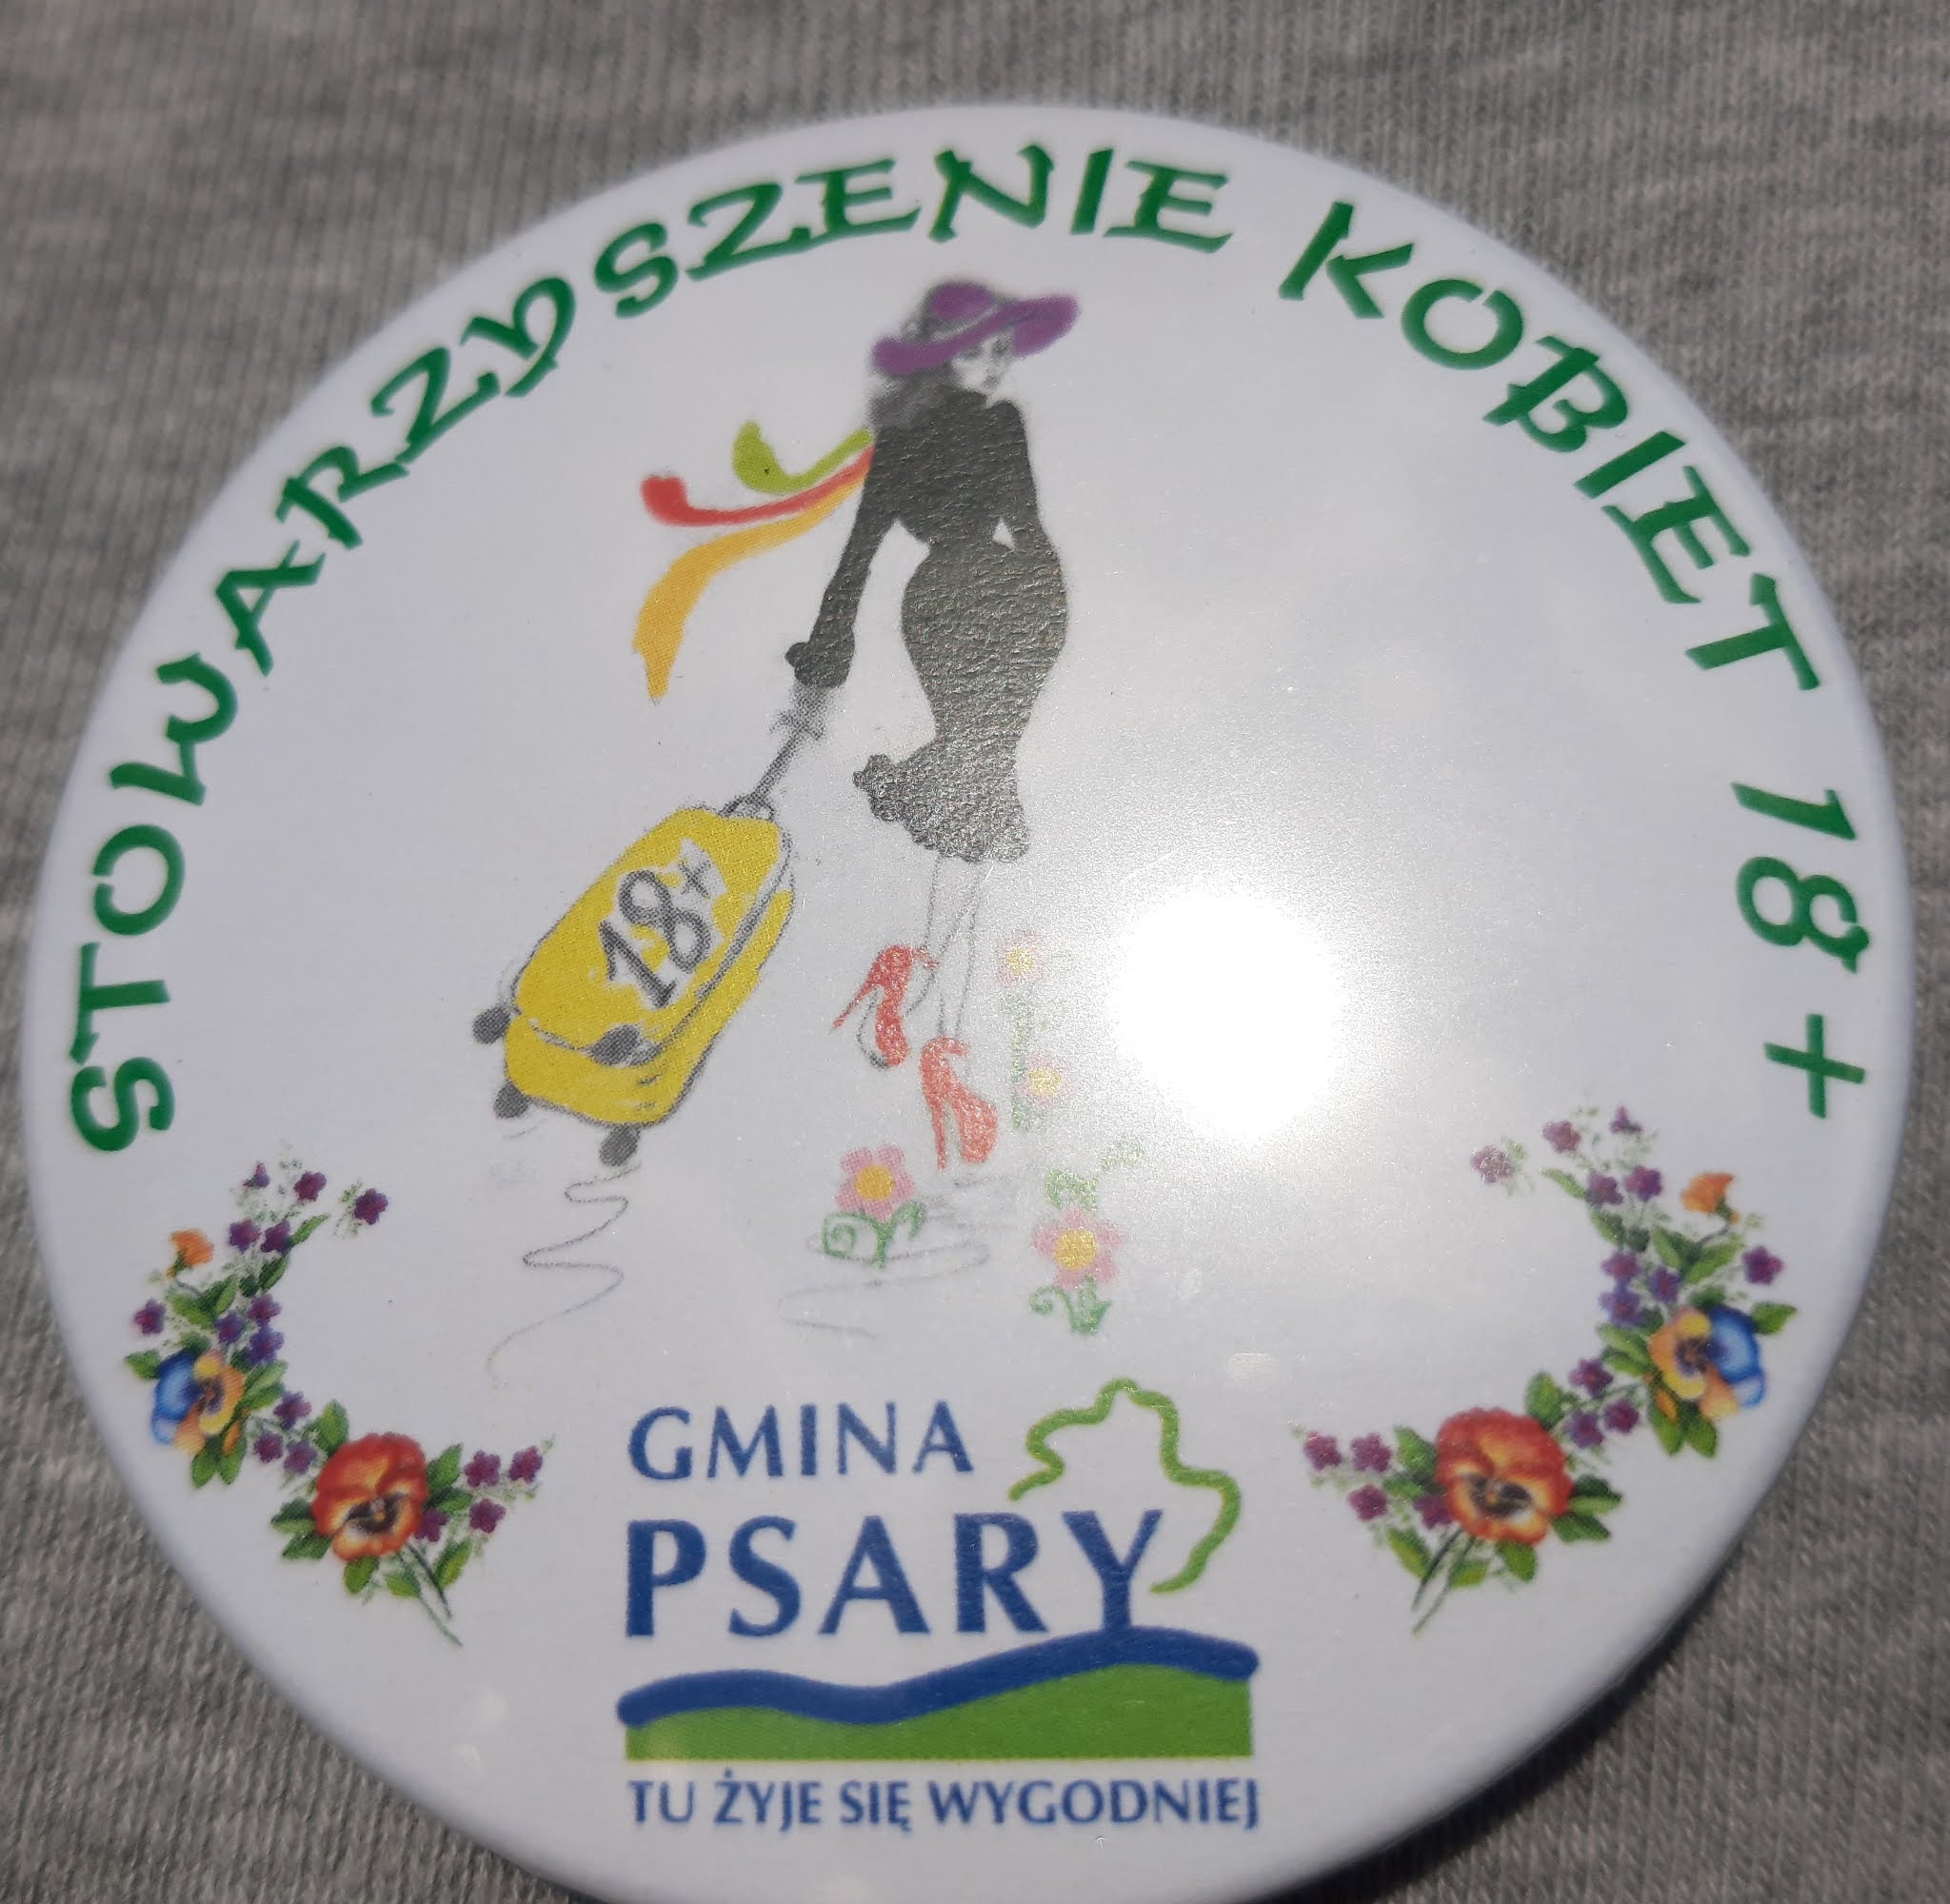 STOWARZYSZENIE KOBIET 18+
18+
GMINA
PSARY
TU ŻYJE SIĘ WYGODNIEJ